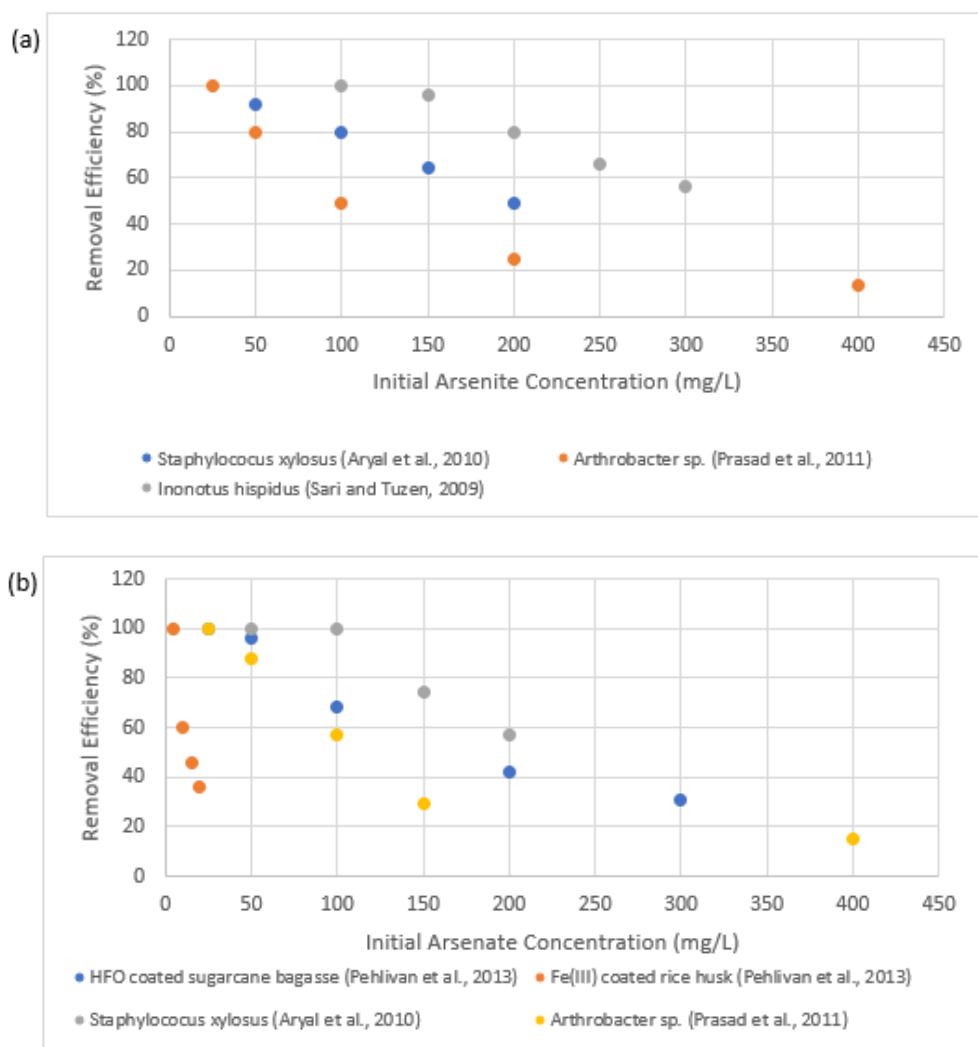 (a)
120
100
80
60
40
20
0
Removal Efficiency (%)
0 50 100 150 200 250 300 350 400 450
Initial Arsenite Concentration (mg/L)
Staphylococus xylosus (Aryal et al., 2010) Arthrobacter sp. (Prasad et al., 2011)
Inonotus hispidus (Sari and Tuzen, 2009)
(b)
120
100
80
60
40
20
0
Removal Efficiency (%)
0 50 100 150 200 250 300 350 400 450
Initial Arsenate Concentration (mg/L)
HFO coated sugarcane bagasse (Pehlivan et al., 2013) Fe(III) coated rice husk (Pehlivan et al., 2013)
Staphylococus xylosus (Aryal et al., 2010) Arthrobacter sp. (Prasad et al., 2011)